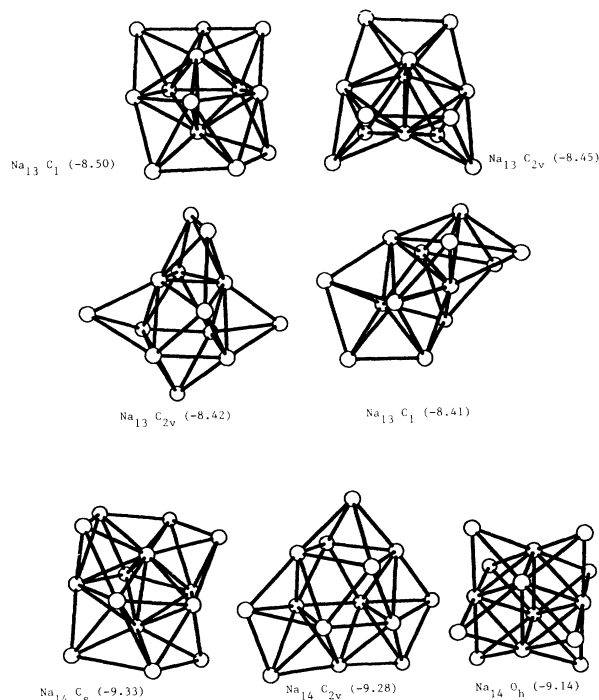 Na13 C1 (-8.50)
Na13 C2v (-8.45)
Na13 C2v (-8.42)
Na13 C1 (-8.41)
Na14 Cs (-9.33)
Na14 C2v (-9.28)
Na14 Oh (-9.14)